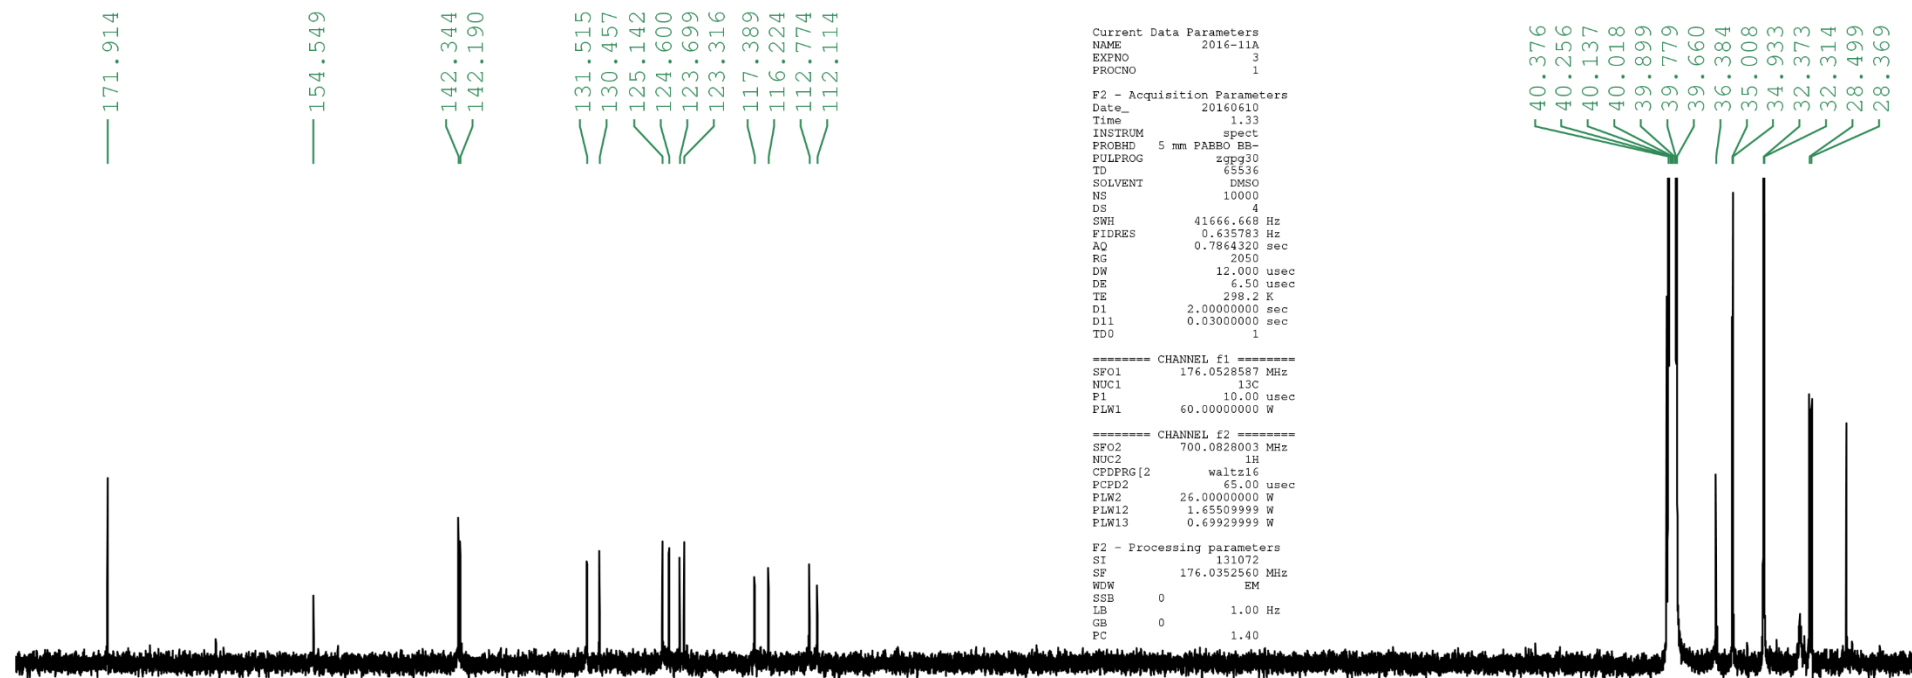 171.914
154.549
142.344
142.190
131.515
130.457
125.142
124.600
123.699
123.316
117.389
116.224
112.774
112.114
Current Data Parameters
NAME 2016-11A
EXPNO 3
PROCNO 1
F2 - Acquisition Parameters
Date_ 20160610
Time 1.33
INSTRUM spect
PROBHD 5 mm PABBO BB-
PULPROG zgpg30
TD 65536
SOLVENT DMSO
NS 10000
DS 4
SWH 41666.668 Hz
FIDRES 0.635783 Hz
AQ 0.7864320 sec
RG 2050
DW 12.000 usec
DE 6.50 usec
TE 298.2 K
D1 2.00000000 sec
D11 0.03000000 sec
TD0 1
======== CHANNEL f1 ========
SFO1 176.0528587 MHz
NUC1 13C
P1 10.00 usec
PLW1 60.00000000 W
======== CHANNEL f2 ========
SFO2 700.0828003 MHz
NUC2 1H
CPDPRG[2 waltz16
PCPD2 65.00 usec
PLW2 26.00000000 W
PLW12 1.65509999 W
PLW13 0.69929999 W
F2 - Processing parameters
SI 131072
SF 176.0352560 MHz
WDW EM
SSB 0
LB 1.00 Hz
GB 0
PC 1.40
40.376
40.256
40.137
40.018
39.899
39.779
39.660
36.384
35.008
34.933
32.373
32.314
28.499
28.369